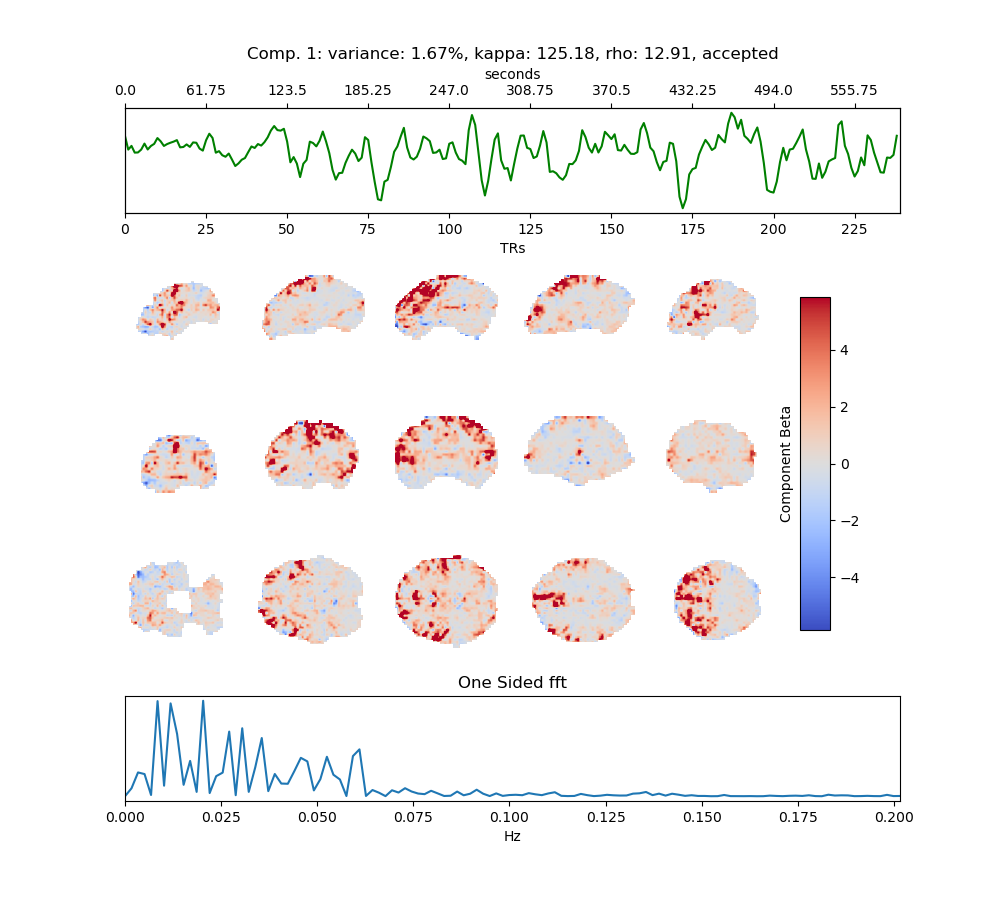 Comp. 1: variance: 1.67%, kappa: 125.18, rho: 12.91, accepted
seconds
0.0 61.75 123.5 185.25 247.0 308.75 370.5 432.25 494.0 555.75
0 25 50 75 100 125 150 175 200 225
TRs
4
2
0
−2
−4
Component Beta
One Sided fft
0.000 0.025 0.050 0.075 0.100 0.125 0.150 0.175 0.200
Hz